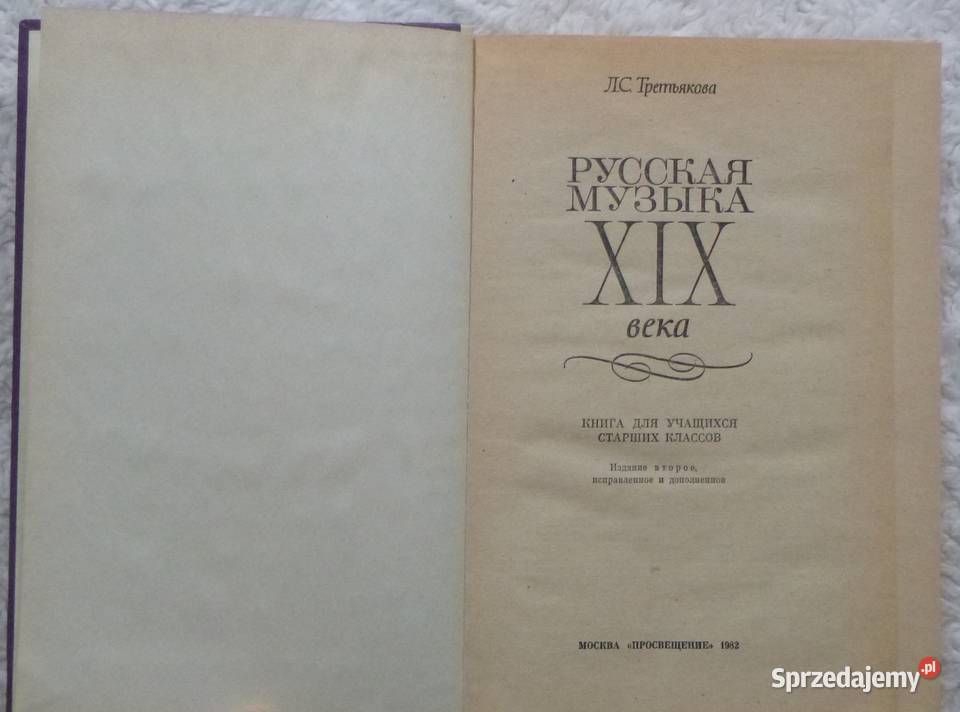 Л.С. Третьякова
РУССКАЯ
МУЗЫКА
XIX
века
КНИГА ДЛЯ УЧАЩИХСЯ
СТАРШИХ КЛАССОВ
Издание второе,
исправленное и дополненное
МОСКВА «ПРОСВЕЩЕНИЕ» 1982
Sprzedajemy.pl